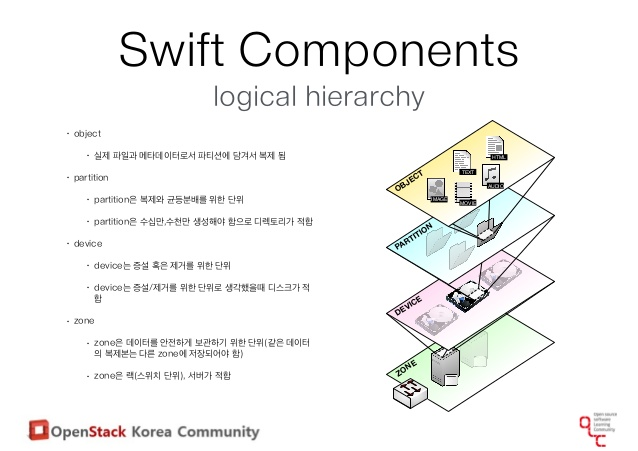 Swift Components
logical hierarchy
· object
· 실제 파일과 메타데이터로서 파티션에 담겨서 복제 됨
· partition
· partition은 복제와 균등분배를 위한 단위
· partition은 수십만,수천만 생성해야 함으로 디렉토리가 적합
· device
· device는 증설 혹은 제거를 위한 단위
· device는 증설/제거를 위한 단위로 생각했을때 디스크가 적
합
· zone
· zone은 데이터를 안전하게 보관하기 위한 단위(같은 데이터
의 복제본는 다른 zone에 저장되어야 함)
· zone은 랙(스위치 단위), 서버가 적합
OBJECT
HTML
TEXT
AUDIO
IMAGE
MOVIE
PARTITION
DEVICE
ZONE
OpenStack Korea Community
Open source
Software
Learning
Community